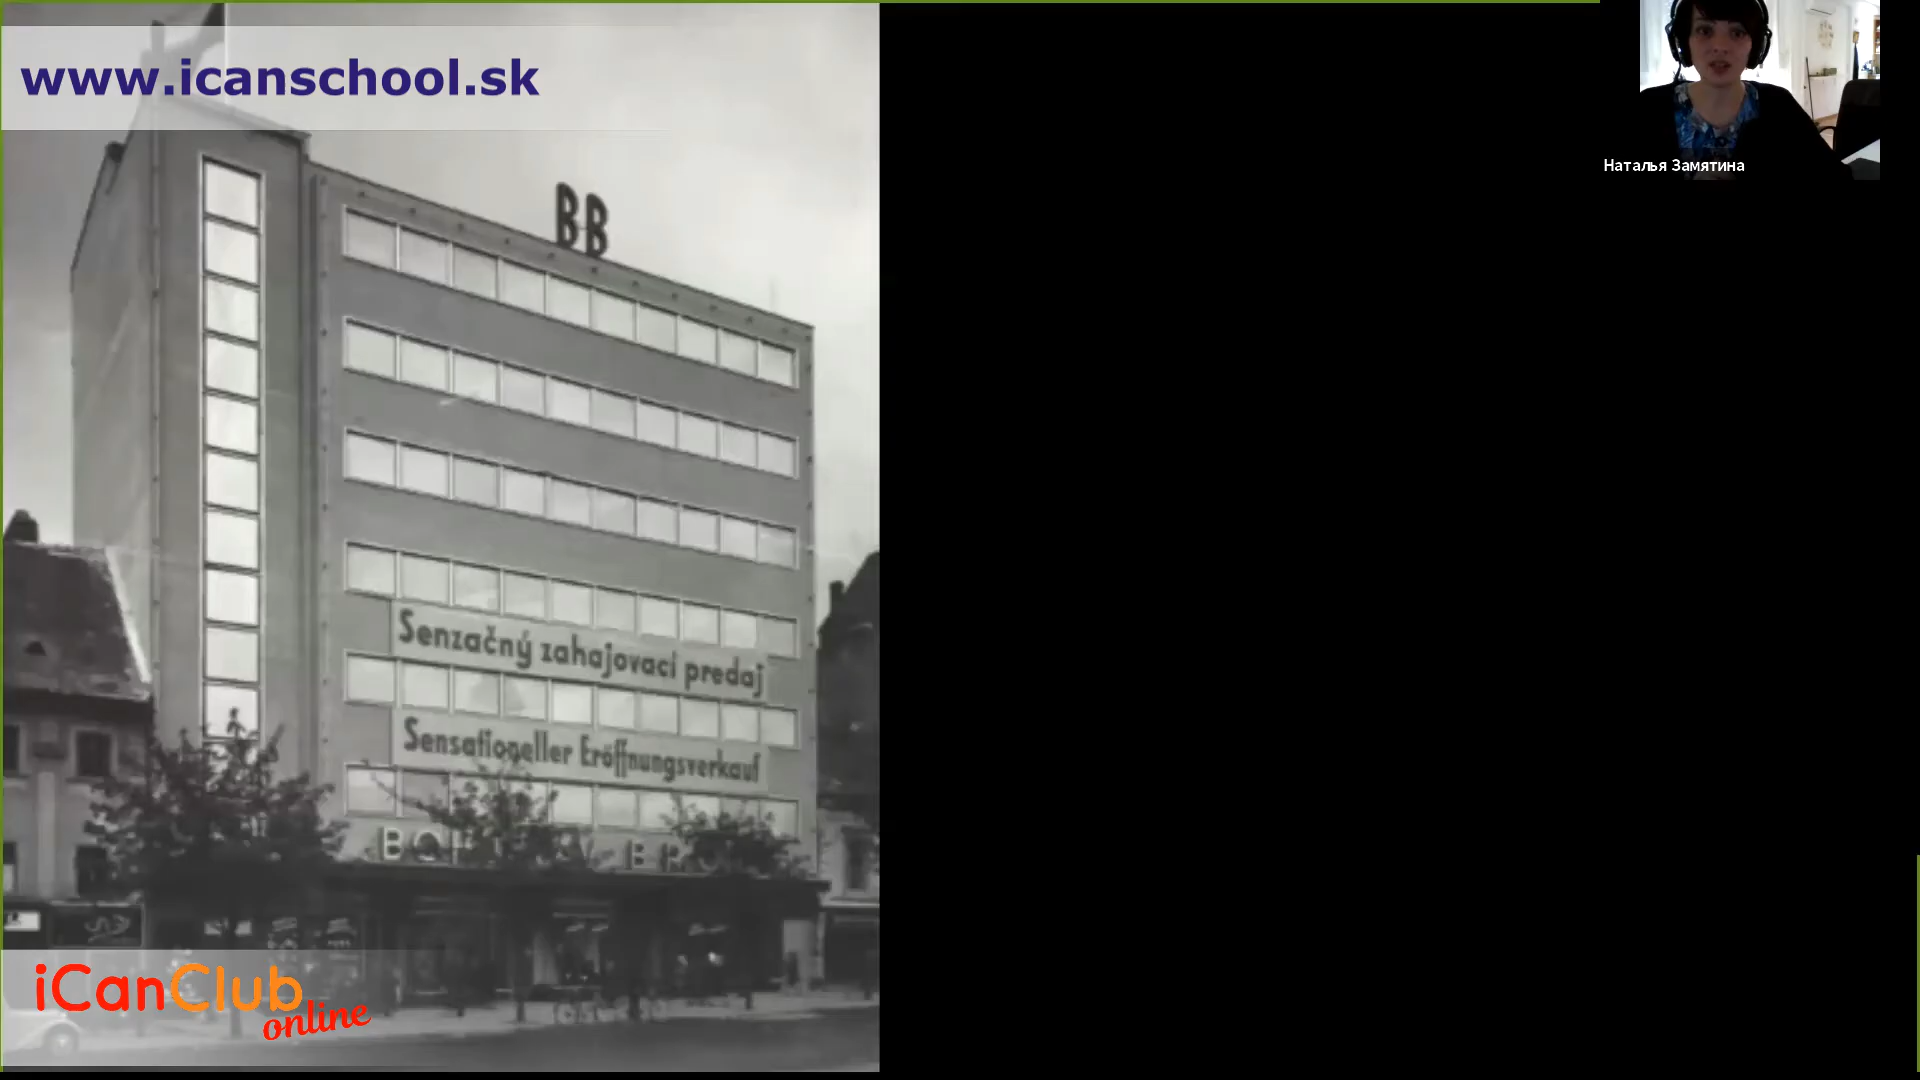 www.icanschool.sk
Наталья Замятина
BB
Senzačný zahajovací predaj
Sensationeller Eröffnungsverkauf
iCanClub
online